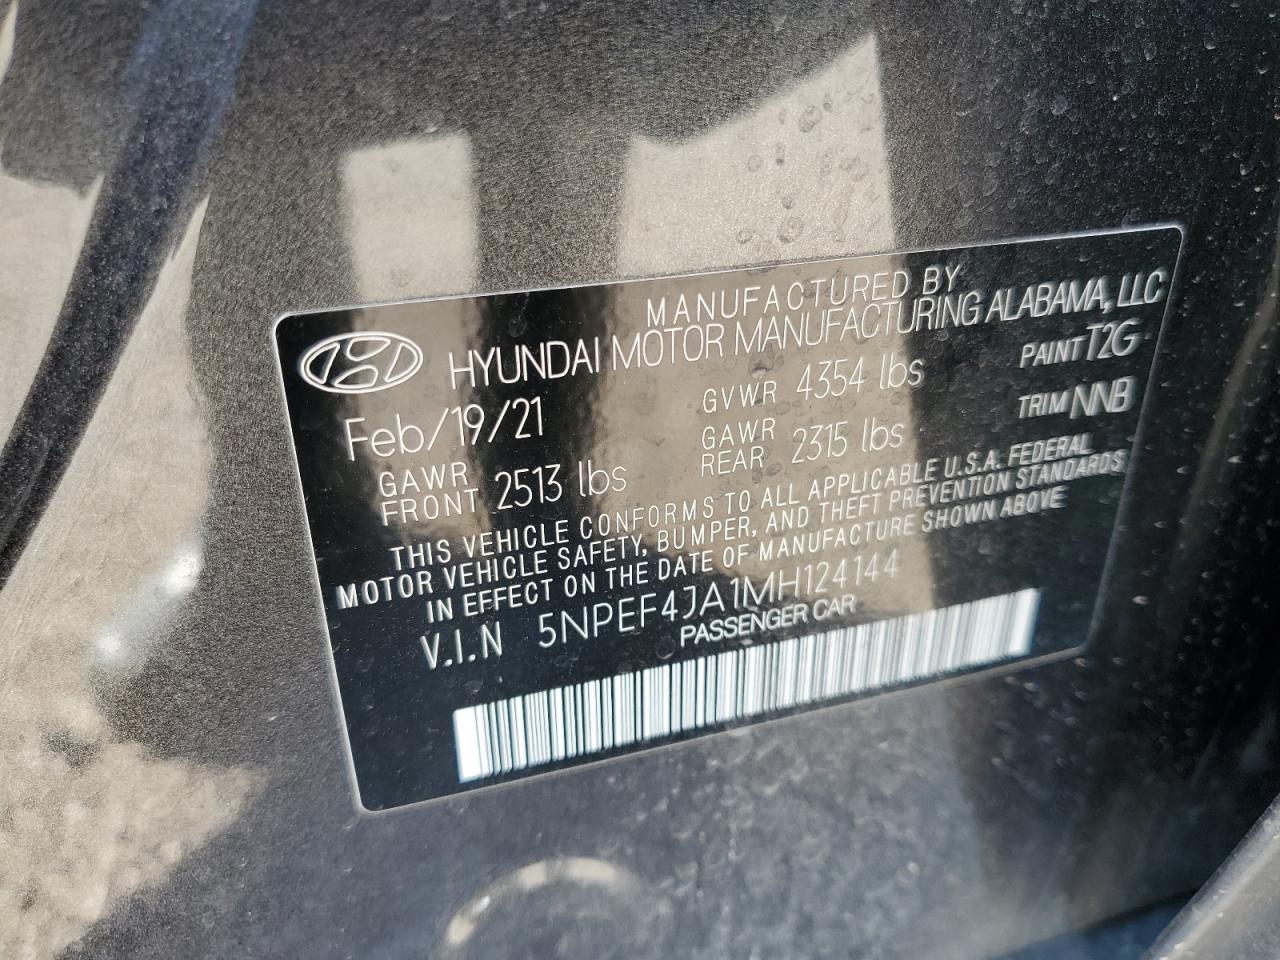 MANUFACTURED BY
HYUNDAI MOTOR MANUFACTURING ALABAMA, LLC
Feb/19/21 GVWR 4354 lbs PAINT T2G
GAWR FRONT 2513 lbs GAWR REAR 2315 lbs TRIM NNB
THIS VEHICLE CONFORMS TO ALL APPLICABLE U.S.A. FEDERAL
MOTOR VEHICLE SAFETY, BUMPER, AND THEFT PREVENTION STANDARDS
IN EFFECT ON THE DATE OF MANUFACTURE SHOWN ABOVE
V.I.N 5NPEF4JA1MH124144
PASSENGER CAR